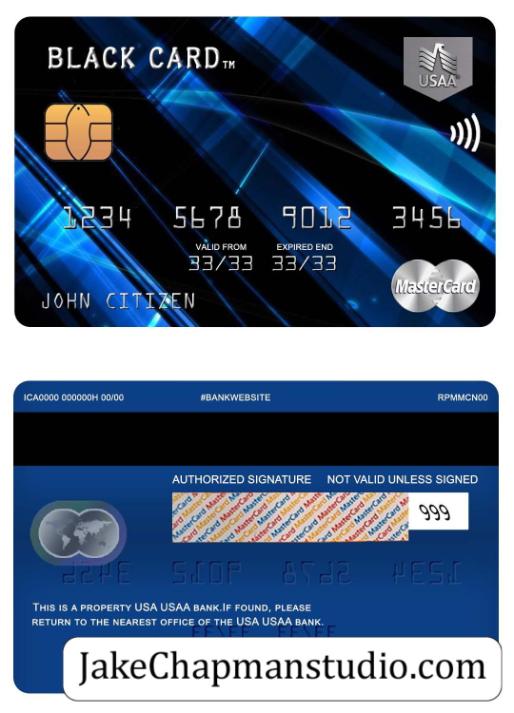 BLACK CARD™
USAA®
1234 5678 9012 3456
VALID FROM EXPIRED END
33/33 33/33
JOHN CITIZEN
MasterCard
ICA0000 000000H 00/00 #BANKWEBSITE RPMMCN00
AUTHORIZED SIGNATURE NOT VALID UNLESS SIGNED
999
THIS IS A PROPERTY USA USAA BANK.IF FOUND, PLEASE
RETURN TO THE NEAREST OFFICE OF THE USA USAA BANK.
JakeChapmanstudio.com